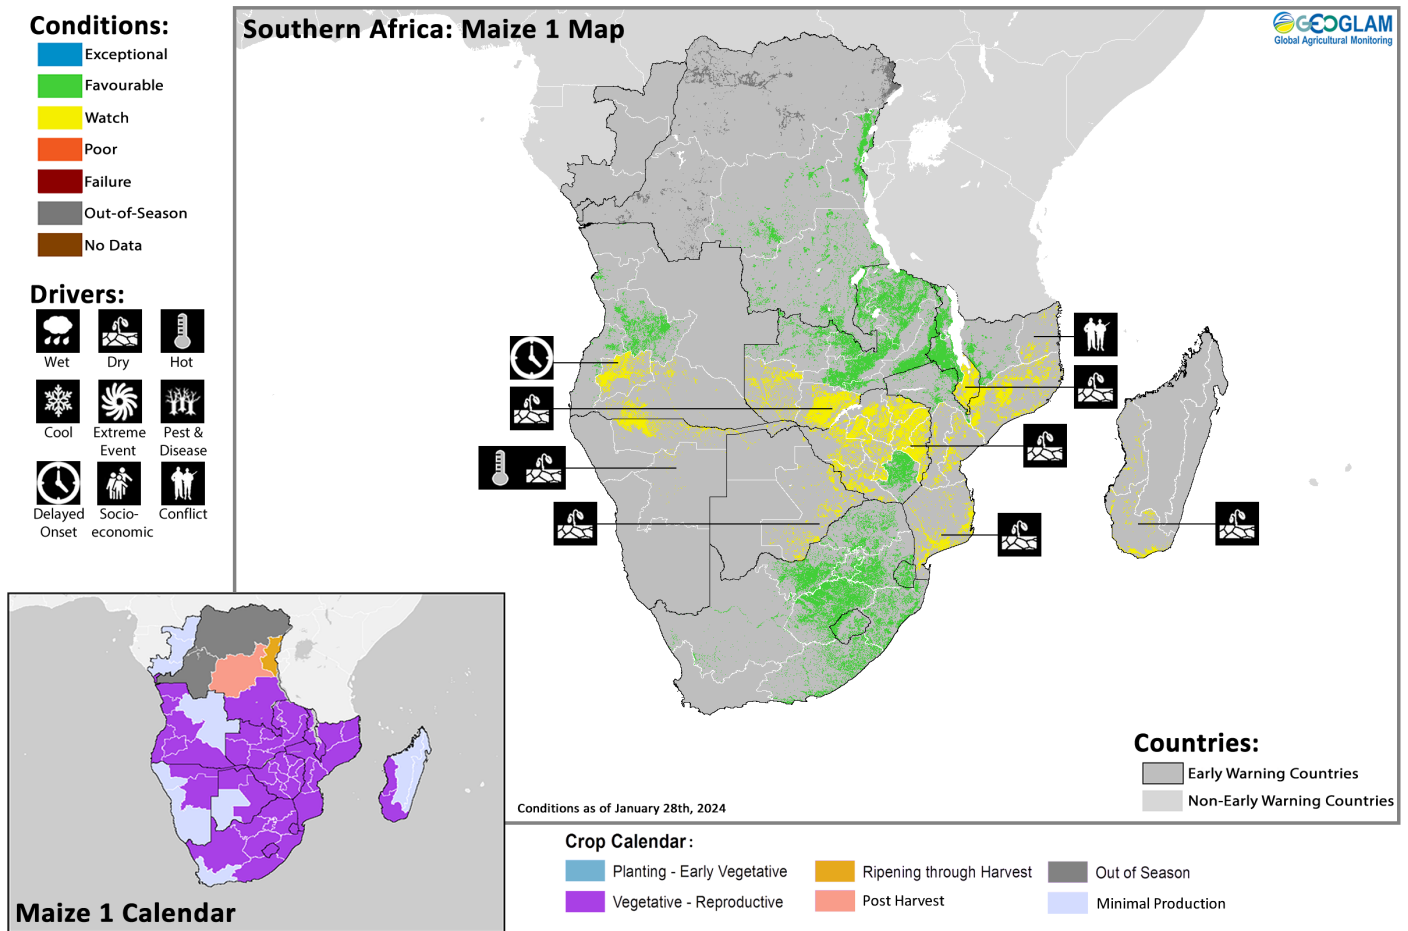 Conditions:
Exceptional
Favourable
Watch
Poor
Failure
Out-of-Season
No Data
Drivers:
Wet
Dry
Hot
Cool
Extreme
Event
Pest &
Disease
Delayed
Onset
Socio-
economic
Conflict
Southern Africa: Maize 1 Map
GEOGLAM
Global Agricultural Monitoring
Countries:
Early Warning Countries
Non-Early Warning Countries
Conditions as of January 28th, 2024
Maize 1 Calendar
Crop Calendar:
Planting - Early Vegetative
Vegetative - Reproductive
Ripening through Harvest
Post Harvest
Out of Season
Minimal Production